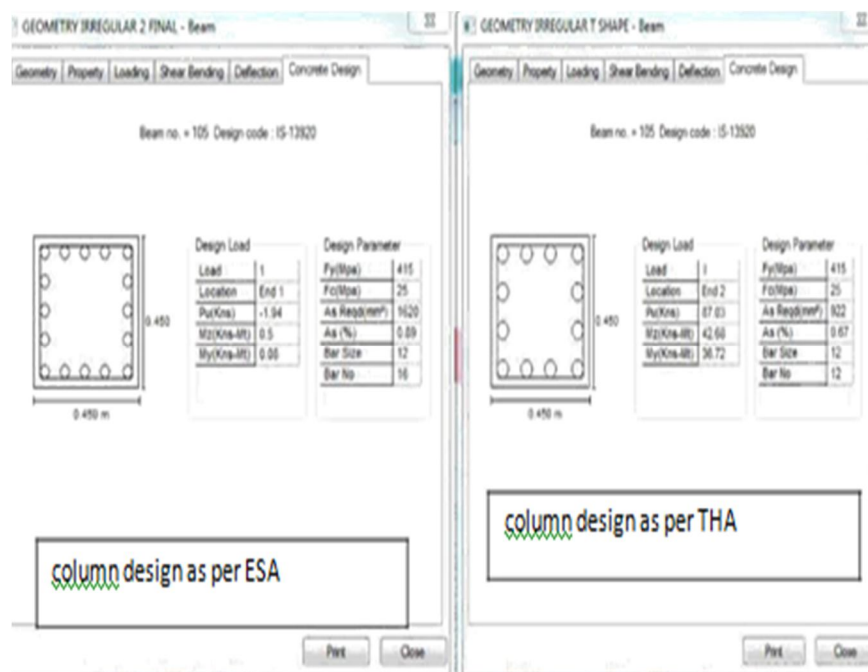 GEOMETRY IRREGULAR 2 FINAL - Beam
Geometry Property Loading Shear Bending Deflection Concrete Design
Beam no. = 105 Design code : IS-13920
0.450
0.450 m
Design Load
Load 1
Location End 1
Pu(Kns) -1.94
Mz(Kns-Mt) 0.5
My(Kns-Mt) 0.08
Design Parameter
Fy(Mpa) 415
Fc(Mpa) 25
As Reqd(mm²) 1620
As (%) 0.89
Bar Size 12
Bar No 16
column design as per ESA
Print Close
GEOMETRY IRREGULAR T SHAPE - Beam
Geometry Property Loading Shear Bending Deflection Concrete Design
Beam no. = 105 Design code : IS-13920
0.450
0.450 m
Design Load
Load 1
Location End 2
Pu(Kns) 87.03
Mz(Kns-Mt) 42.68
My(Kns-Mt) 36.72
Design Parameter
Fy(Mpa) 415
Fc(Mpa) 25
As Reqd(mm²) 922
As (%) 0.67
Bar Size 12
Bar No 12
column design as per THA
Print Close